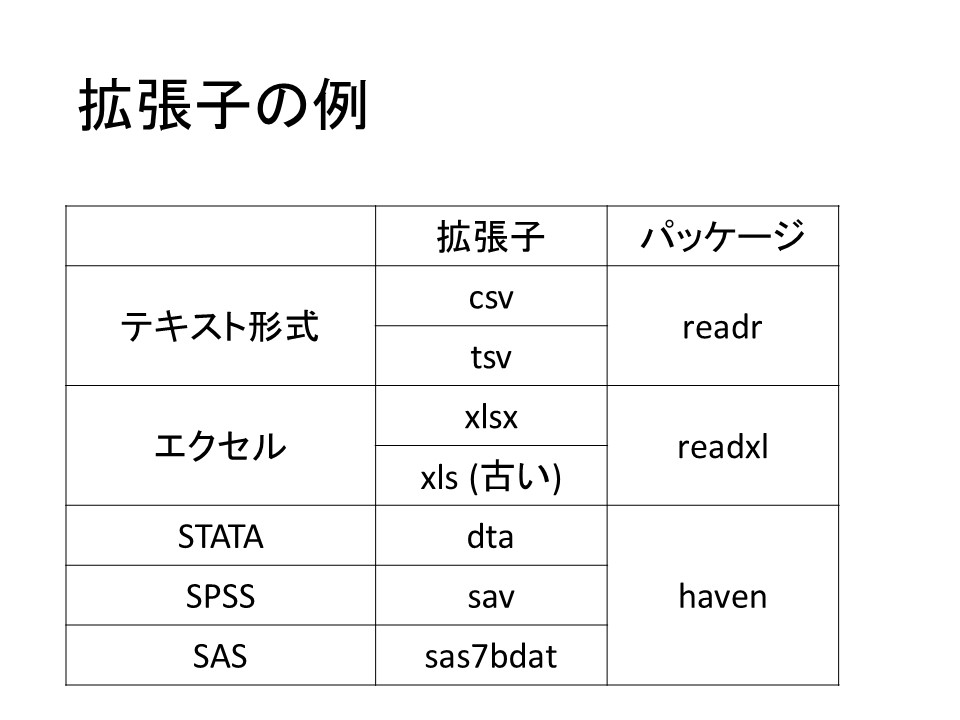 拡張子の例
拡張子 パッケージ
テキスト形式 csv readr
tsv
エクセル xlsx readxl
xls (古い)
STATA dta haven
SPSS sav
SAS sas7bdat